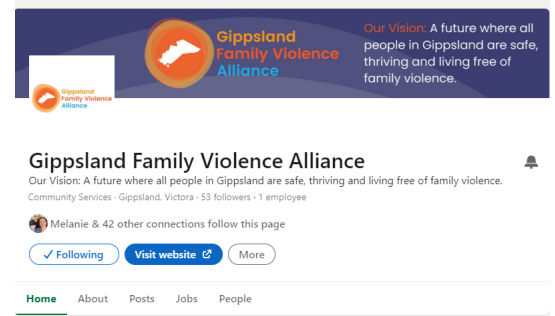 Gippsland
Family Violence
Alliance
Our Vision: A future where all
people in Gippsland are safe,
thriving and living free of
family violence.
Gippsland
Family Violence
Alliance
Gippsland Family Violence Alliance
Our Vision: A future where all people in Gippsland are safe, thriving and living free of family violence.
Community Services · Gippsland, Victora · 53 followers · 1 employee
Melanie & 42 other connections follow this page
✓ Following Visit website More
Home About Posts Jobs People